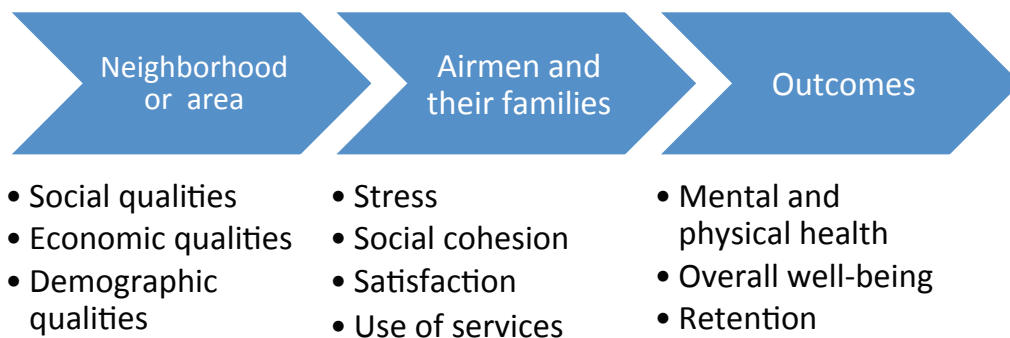 Neighborhood
or area
Airmen and
their families
Outcomes
• Social qualities
• Economic qualities
• Demographic
qualities
• Stress
• Social cohesion
• Satisfaction
• Use of services
• Mental and
physical health
• Overall well-being
• Retention